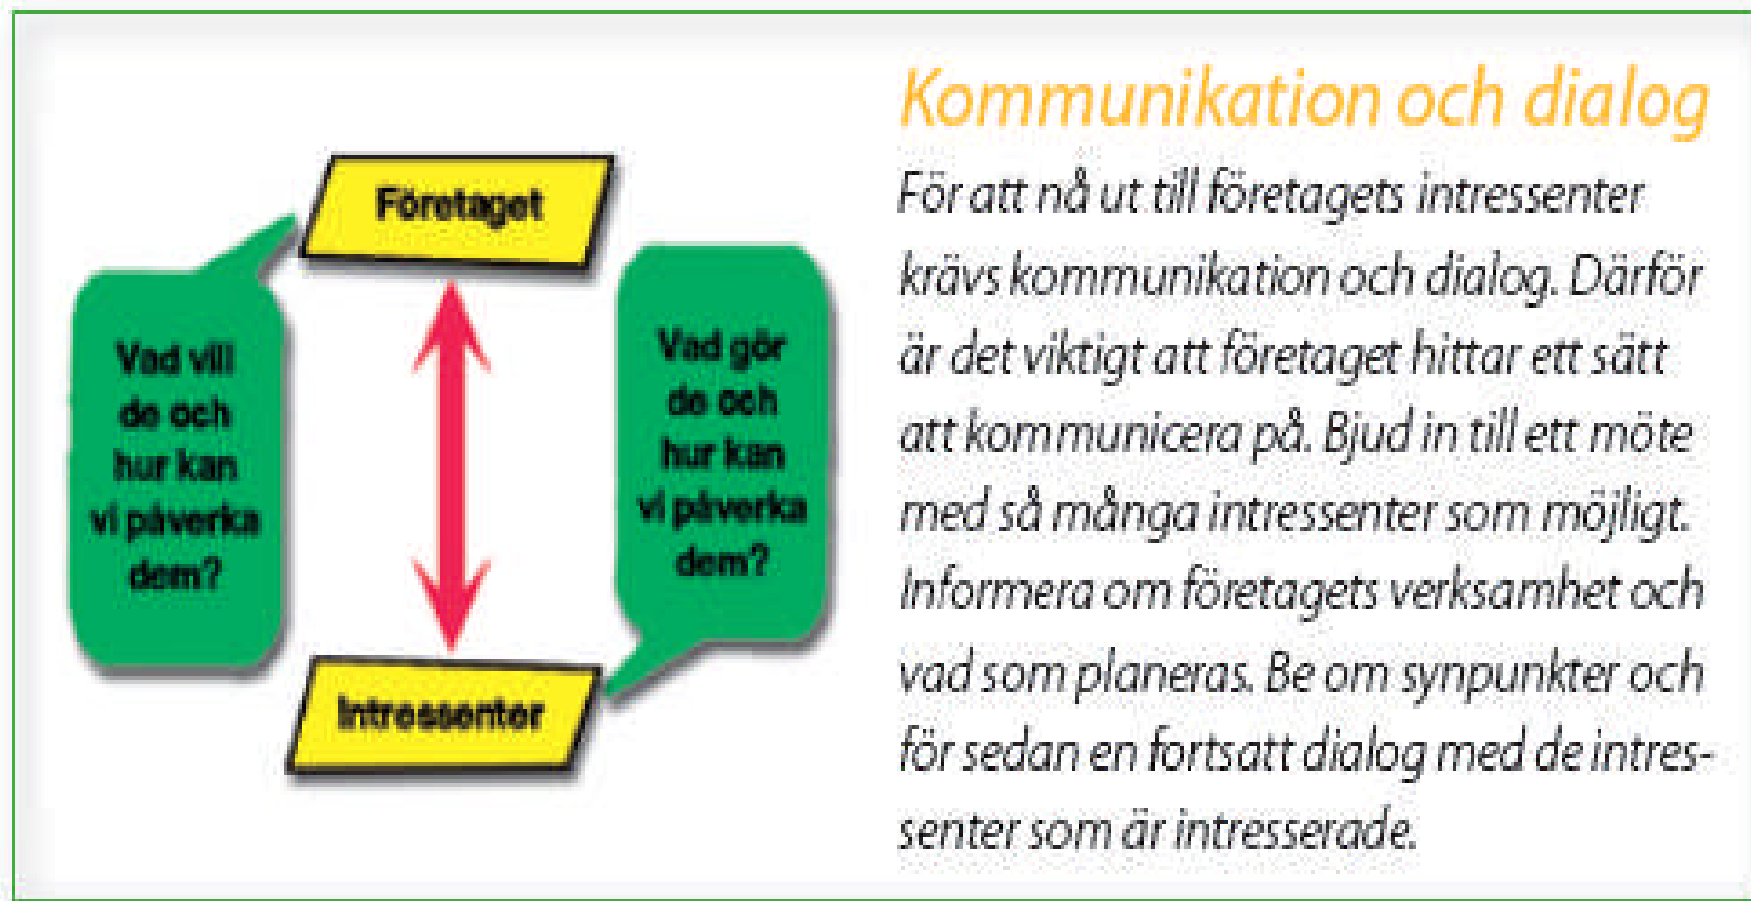 Företaget
Vad vill
de och
hur kan
vi påverka
dem?
Vad gör
de och
hur kan
vi påverka
dem?
Intressenter
Kommunikation och dialog
För att nå ut till företagets intressenter
krävs kommunikation och dialog. Därför
är det viktigt att företaget hittar ett sätt
att kommunicera på. Bjud in till ett möte
med så många intressenter som möjligt.
Informera om företagets verksamhet och
vad som planeras. Be om synpunkter och
för sedan en fortsatt dialog med de intres-
senter som är intresserade.